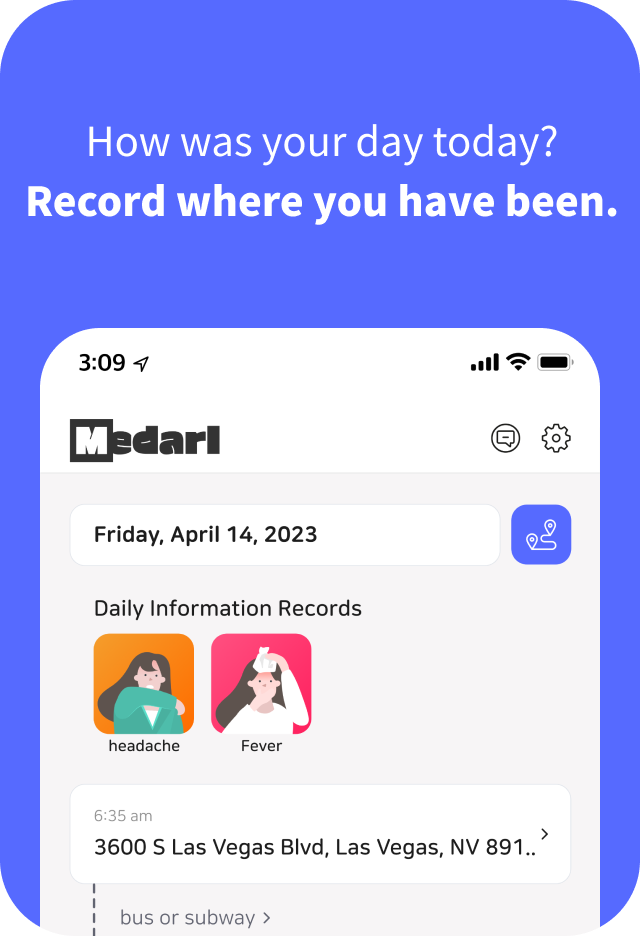 How was your day today?
Record where you have been.
3:09
Medarl
Friday, April 14, 2023
Daily Information Records
headache
Fever
6:35 am
3600 S Las Vegas Blvd, Las Vegas, NV 891..
bus or subway >